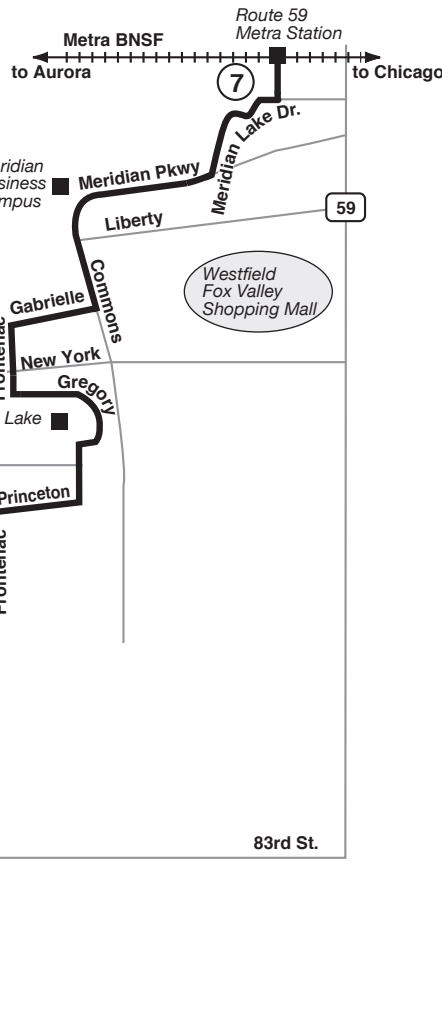 Route 59
Metra Station
Metra BNSF
to Aurora
to Chicago
7
Meridian Lake Dr.
Meridian Pkwy
59
Liberty
Commons
Westfield
Fox Valley
Shopping Mall
Gabrielle
New York
Gregory
Lake
Princeton
83rd St.